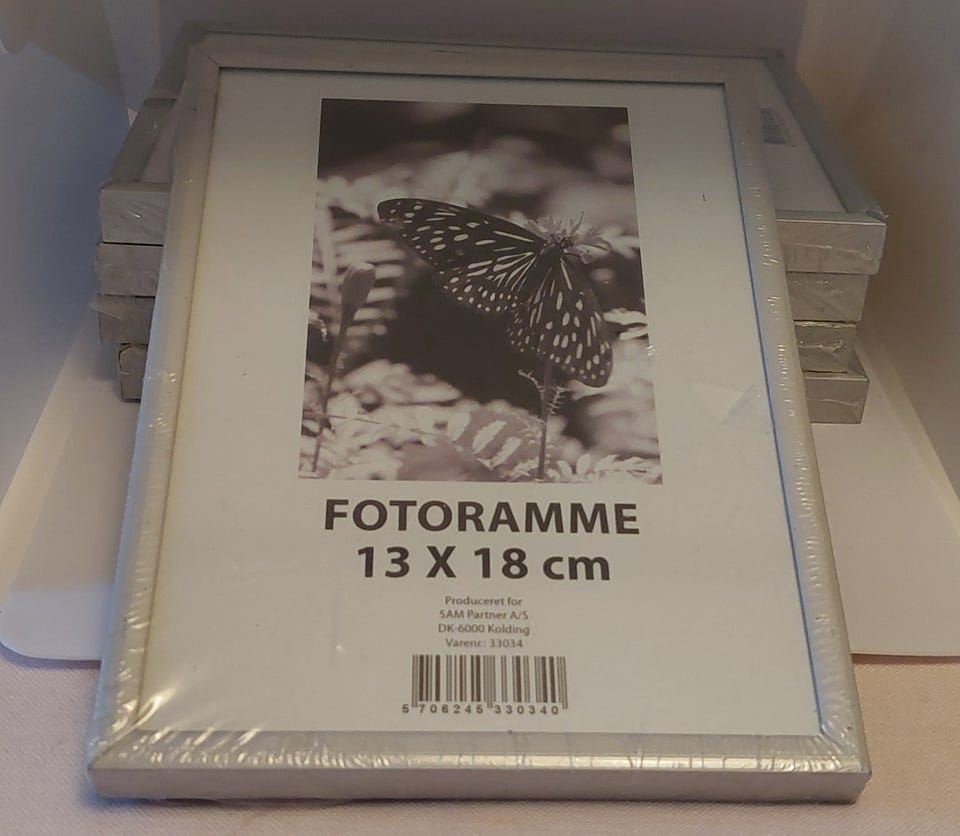 FOTORAMME
13 X 18 cm
Produceret for
SAM Partner A/S
DK-6000 Kolding
Varenr.: 33034
5 706245 330340